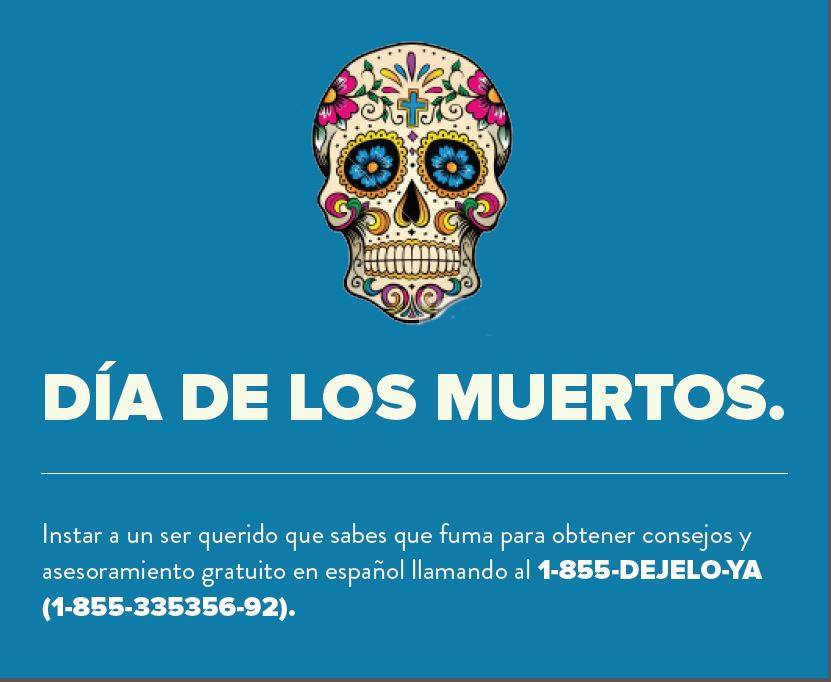 DÍA DE LOS MUERTOS.
Instar a un ser querido que sabes que fuma para obtener consejos y
asesoramiento gratuito en español llamando al 1-855-DEJELO-YA
(1-855-335356-92).